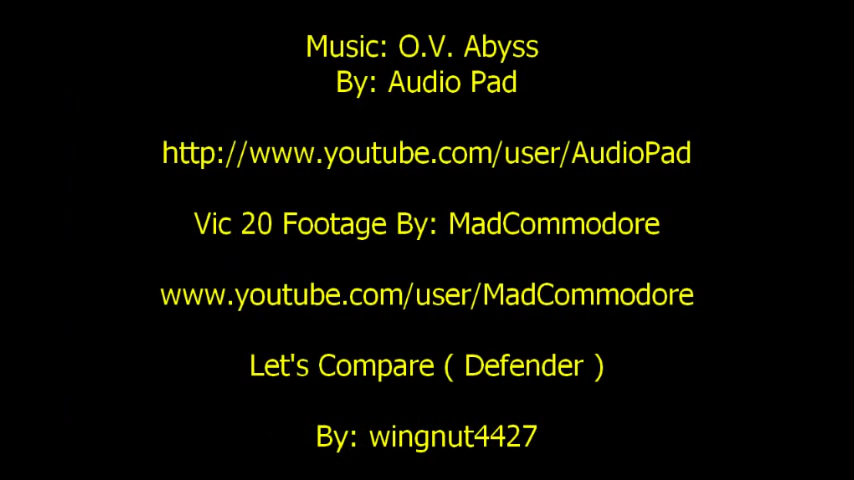 Music: O.V. Abyss
By: Audio Pad
http://www.youtube.com/user/AudioPad
Vic 20 Footage By: MadCommodore
www.youtube.com/user/MadCommodore
Let's Compare ( Defender )
By: wingnut4427